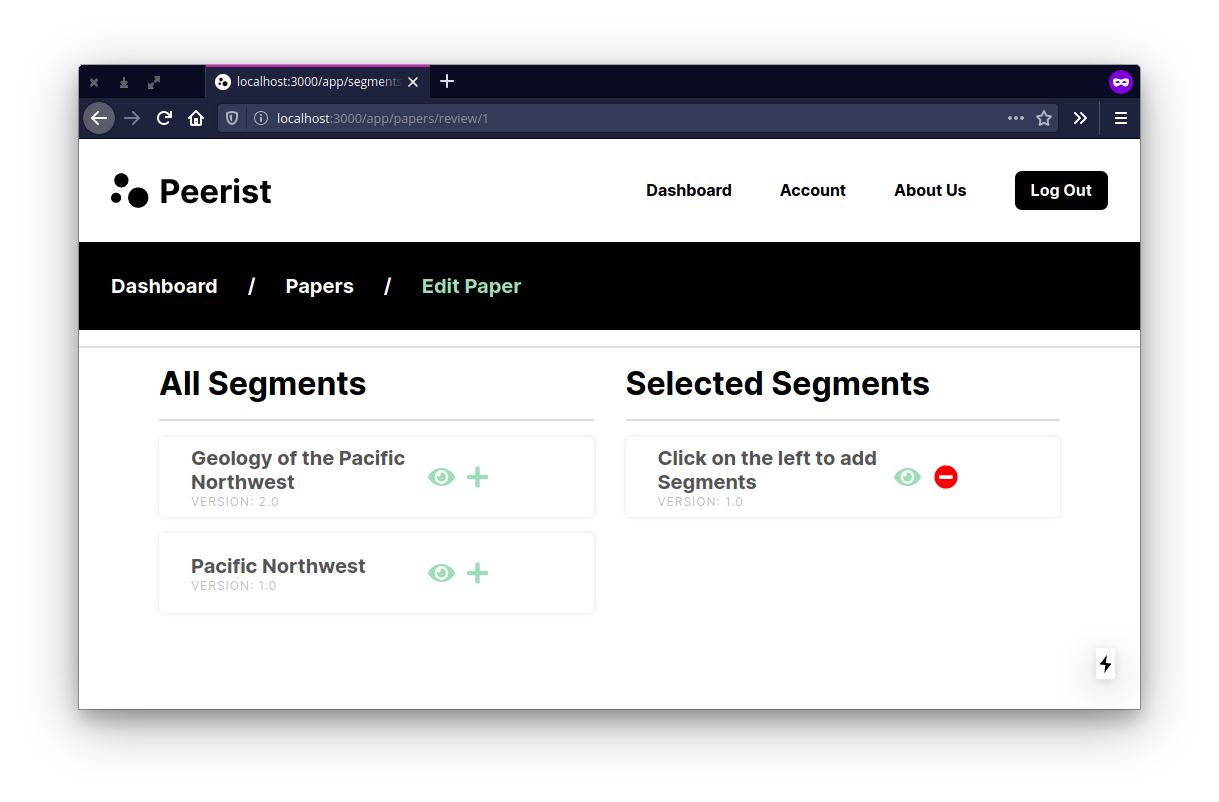 localhost:3000/app/segments
localhost:3000/app/papers/review/1
Peerist
Dashboard Account About Us Log Out
Dashboard / Papers / Edit Paper
All Segments
Selected Segments
Geology of the Pacific
Northwest
VERSION: 2.0
Click on the left to add
Segments
VERSION: 1.0
Pacific Northwest
VERSION: 1.0